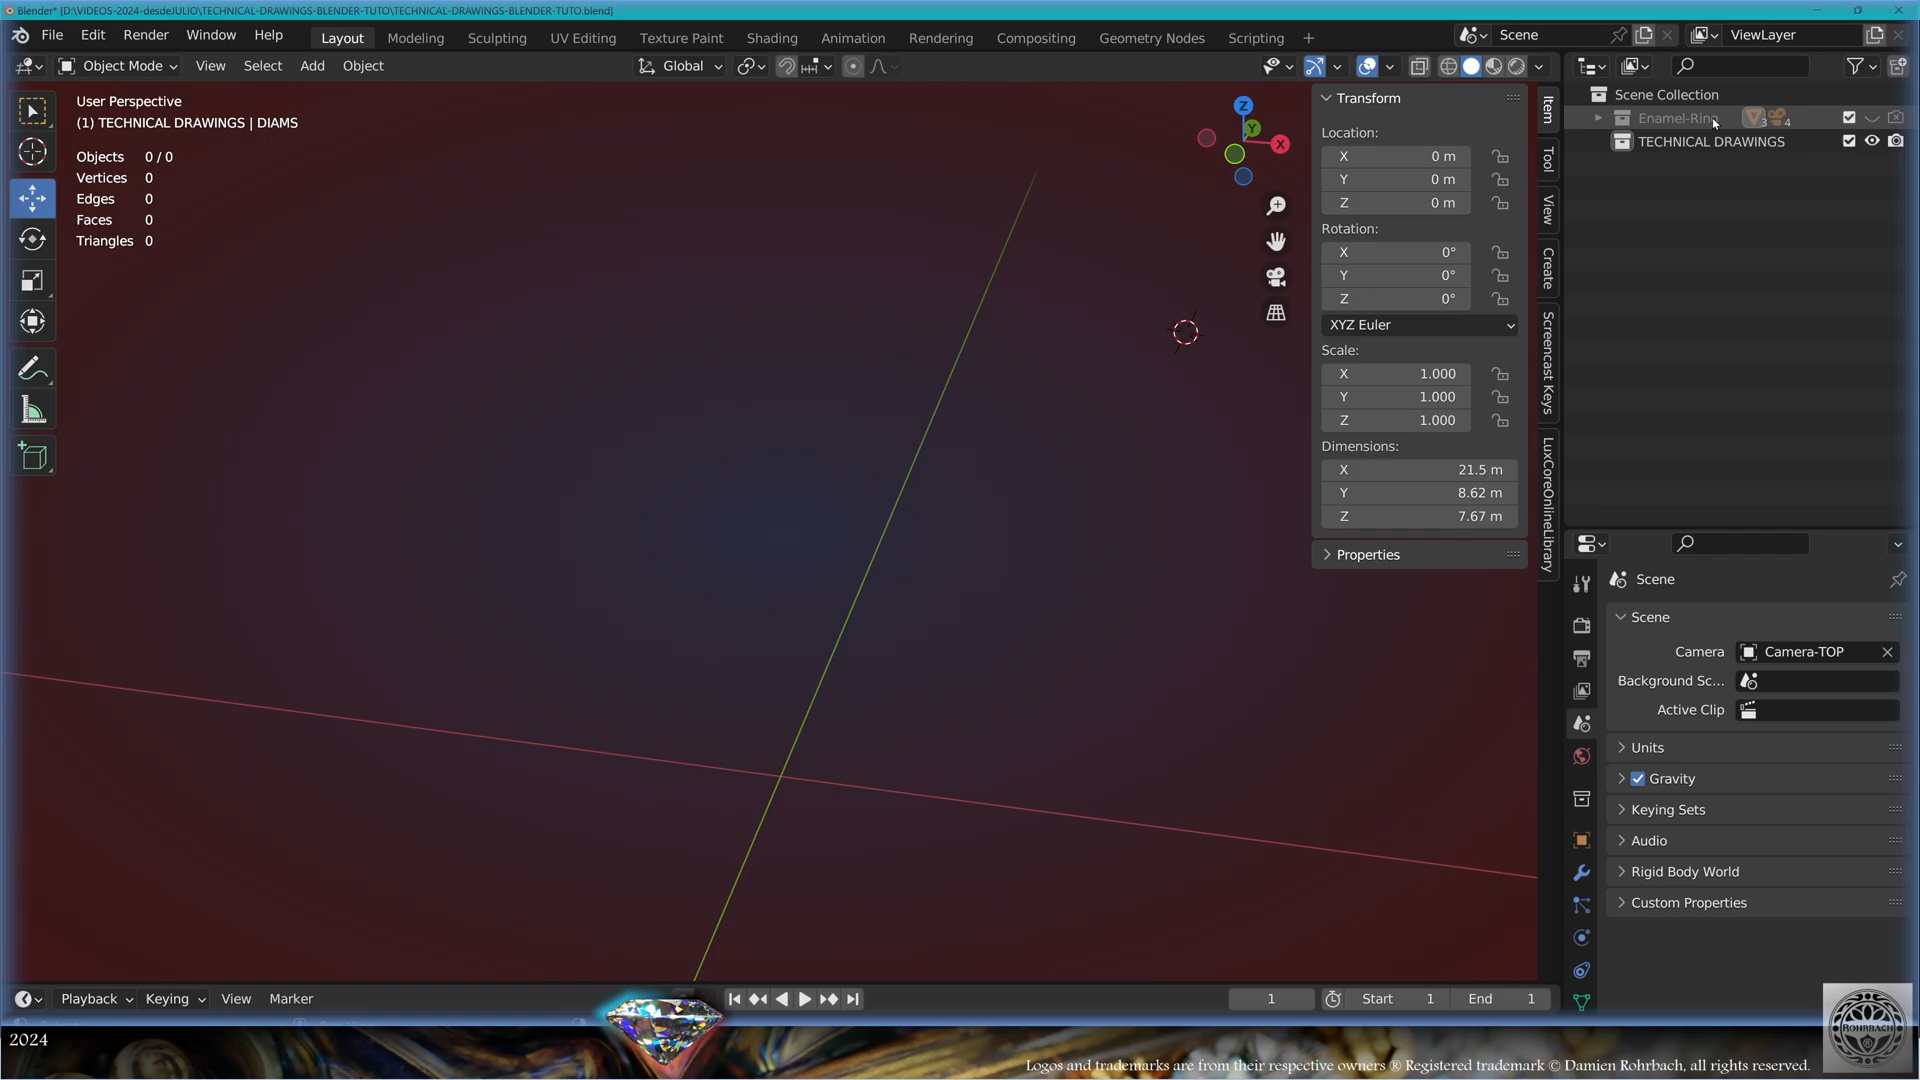 Blender* [D:\VIDEOS-2024-desdeJULIO\TECHNICAL-DRAWINGS-BLENDER-TUTO\TECHNICAL-DRAWINGS-BLENDER-TUTO.blend]
File Edit Render Window Help Layout Modeling Sculpting UV Editing Texture Paint Shading Animation Rendering Compositing Geometry Nodes Scripting + Scene ViewLayer
Object Mode View Select Add Object Global
User Perspective
(1) TECHNICAL DRAWINGS | DIAMS
Objects 0 / 0
Vertices 0
Edges 0
Faces 0
Triangles 0
Z
Y
X
Transform
Location:
X 0 m
Y 0 m
Z 0 m
Rotation:
X 0°
Y 0°
Z 0°
XYZ Euler
Scale:
X 1.000
Y 1.000
Z 1.000
Dimensions:
X 21.5 m
Y 8.62 m
Z 7.67 m
Properties
Item
Tool
View
Create
Screencast Keys
LuxCoreOnlineLibrary
Scene Collection
Enamel-Ring 3 4
TECHNICAL DRAWINGS
Scene
Scene
Camera Camera-TOP
Background Sc...
Active Clip
Units
Gravity
Keying Sets
Audio
Rigid Body World
Custom Properties
Playback Keying View Marker 1 Start 1 End 1
2024
Logos and trademarks are from their respective owners ® Registered trademark © Damien Rohrbach, all rights reserved.
ROHRBACH
®